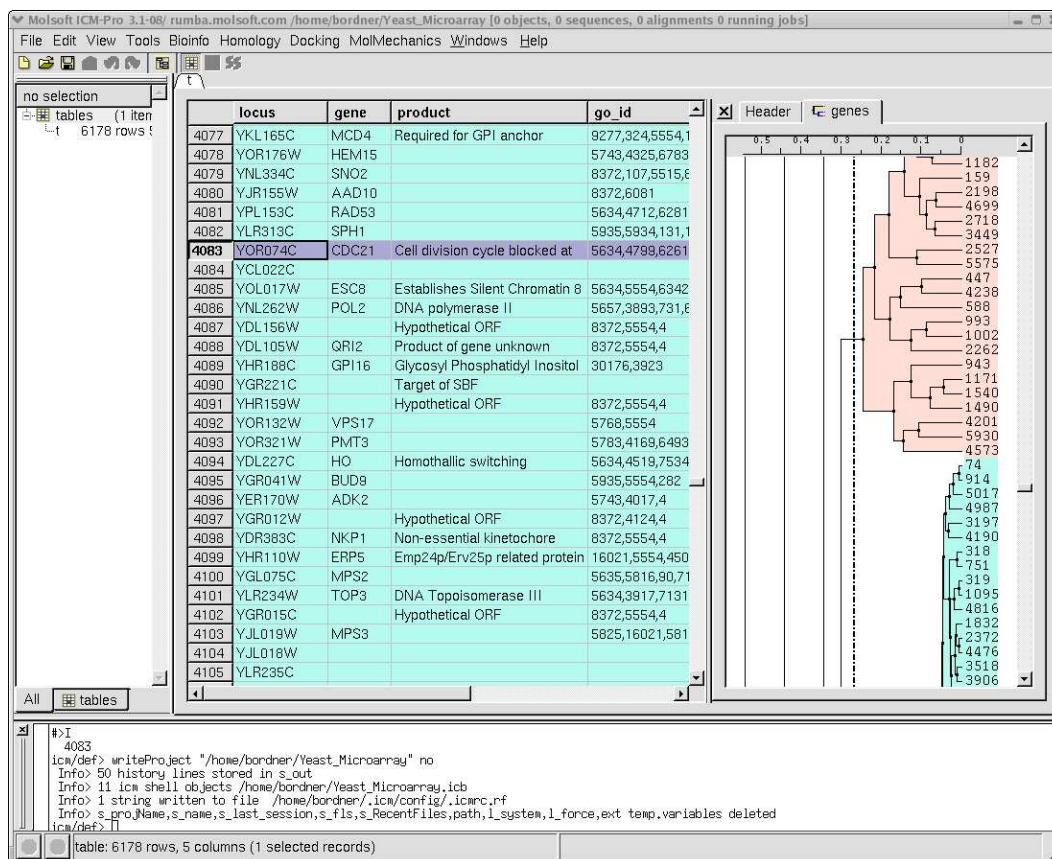 Molsoft ICM-Pro 3.1-08/ rumba.molsoft.com /home/bordner/Yeast_Microarray [0 objects, 0 sequences, 0 alignments 0 running jobs]
File Edit View Tools Bioinfo Homology Docking MolMechanics Windows Help
t
no selection
tables (1 item
t 6178 rows 5
All tables
locus gene product go_id
4077 YKL165C MCD4 Required for GPI anchor 9277,324,5554,1
4078 YOR176W HEM15 5743,4325,6783
4079 YNL334C SNO2 8372,107,5515,8
4080 YJR155W AAD10 8372,6081
4081 YPL153C RAD53 5634,4712,6281
4082 YLR313C SPH1 5935,5934,131,1
4083 YOR074C CDC21 Cell division cycle blocked at 5634,4799,6261
4084 YCL022C
4085 YOL017W ESC8 Establishes Silent Chromatin 8 5634,5554,6342
4086 YNL262W POL2 DNA polymerase II 5657,3893,731,6
4087 YDL156W Hypothetical ORF 8372,5554,4
4088 YDL105W QRI2 Product of gene unknown 8372,5554,4
4089 YHR188C GPI16 Glycosyl Phosphatidyl Inositol 30176,3923
4090 YGR221C Target of SBF
4091 YHR159W Hypothetical ORF 8372,5554,4
4092 YOR132W VPS17 5768,5554
4093 YOR321W PMT3 5783,4169,6493
4094 YDL227C HO Homothallic switching 5634,4519,7534
4095 YGR041W BUD9 5935,5554,282
4096 YER170W ADK2 5743,4017,4
4097 YGR012W Hypothetical ORF 8372,4124,4
4098 YDR383C NKP1 Non-essential kinetochore 8372,5554,4
4099 YHR110W ERP5 Emp24p/Erv25p related protein 16021,5554,450
4100 YGL075C MPS2 5635,5816,90,71
4101 YLR234W TOP3 DNA Topoisomerase III 5634,3917,7131
4102 YGR015C Hypothetical ORF 8372,5554,4
4103 YJL019W MPS3 5825,16021,581
4104 YJL018W
4105 YLR235C
Header genes
0.5 0.4 0.3 0.2 0.1 0
1182
159
2198
4699
2718
3449
2527
5575
447
4238
588
993
1002
2262
943
1171
1540
1490
4201
5930
4573
74
914
5017
4987
3197
4190
318
751
319
1095
4816
1832
2372
4476
3518
3906
#>I
4083
icm/def> writeProject "/home/bordner/Yeast_Microarray" no
Info> 50 history lines stored in s_out
Info> 11 icm shell objects /home/bordner/Yeast_Microarray.icb
Info> 1 string written to file /home/bordner/.icm/config/.icmrc.rf
Info> s_projName,s_name,s_last_session,s_fls,s_RecentFiles,path,l_system,l_force,ext temp.variables deleted
icm/def>
table: 6178 rows, 5 columns (1 selected records)